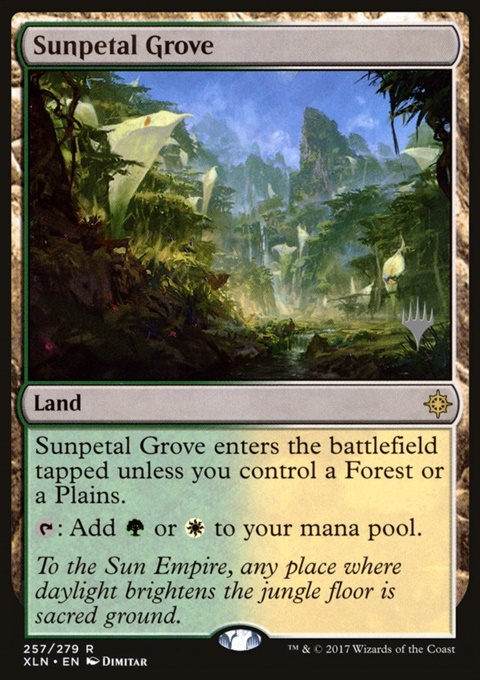 Sunpetal Grove
Land
Sunpetal Grove enters the battlefield
tapped unless you control a Forest or
a Plains.
: Add or to your mana pool.
To the Sun Empire, any place where
daylight brightens the jungle floor is
sacred ground.
257/279 R
XLN • EN DIMITAR
™ & © 2017 Wizards of the Coast